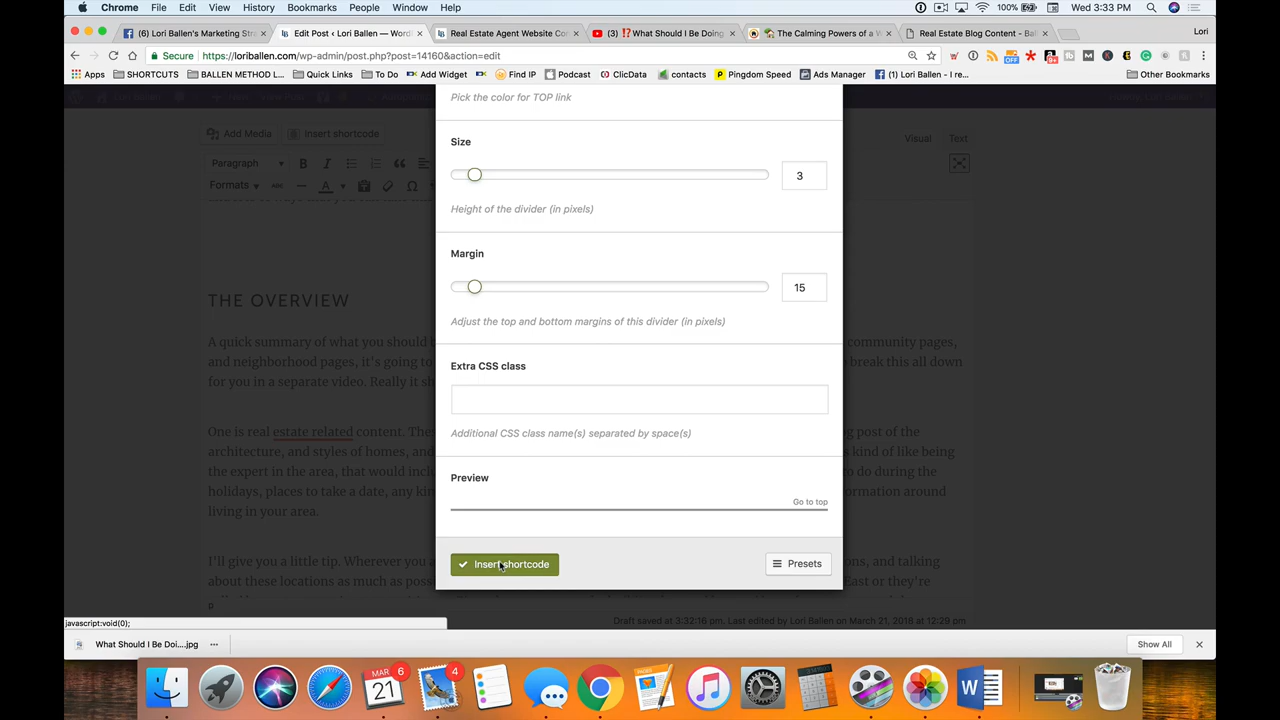 Chrome File Edit View History Bookmarks People Window Help 100% Wed 3:33 PM
(6) Lori Ballen's Marketing Str Edit Post ‹ Lori Ballen — Word Real Estate Agent Website Co (3) ⁉️What Should I Be Doing The Calming Powers of a W Real Estate Blog Content - Ball Lori
Secure https://loriballen.com/wp-admin/post.php?post=14160&action=edit
Apps SHORTCUTS BALLEN METHOD L Quick Links To Do Add Widget Find IP Podcast ClicData contacts Pingdom Speed Ads Manager (1) Lori Ballen - I re... Other Bookmarks
Pick the color for TOP link
Add Media Insert shortcode Visual Text
Size
Paragraph B I
3
Formats A
Height of the divider (in pixels)
Margin
15
THE OVERVIEW
Adjust the top and bottom margins of this divider (in pixels)
A quick summary of what you should b community pages,
and neighborhood pages, it's going to break this all down
Extra CSS class
for you in a separate video. Really it sh
Additional CSS class name(s) separated by space(s)
One is real estate related content. They ng post of the
architecture, and styles of homes, and s kind of like being
the expert in the area, that would inclu to do during the
Preview
holidays, places to take a date, any kin ormation around
Go to top
living in your area.
I'll give you a little tip. Wherever you a ons, and talking
Insert shortcode Presets
about these locations as much as posse East or they're
p
javascript:void(0);
Draft saved at 3:32:16 pm. Last edited by Lori Ballen on March 21, 2018 at 12:29 pm
What Should I Be Doi....jpg Show All
MAR 6 4
21
W